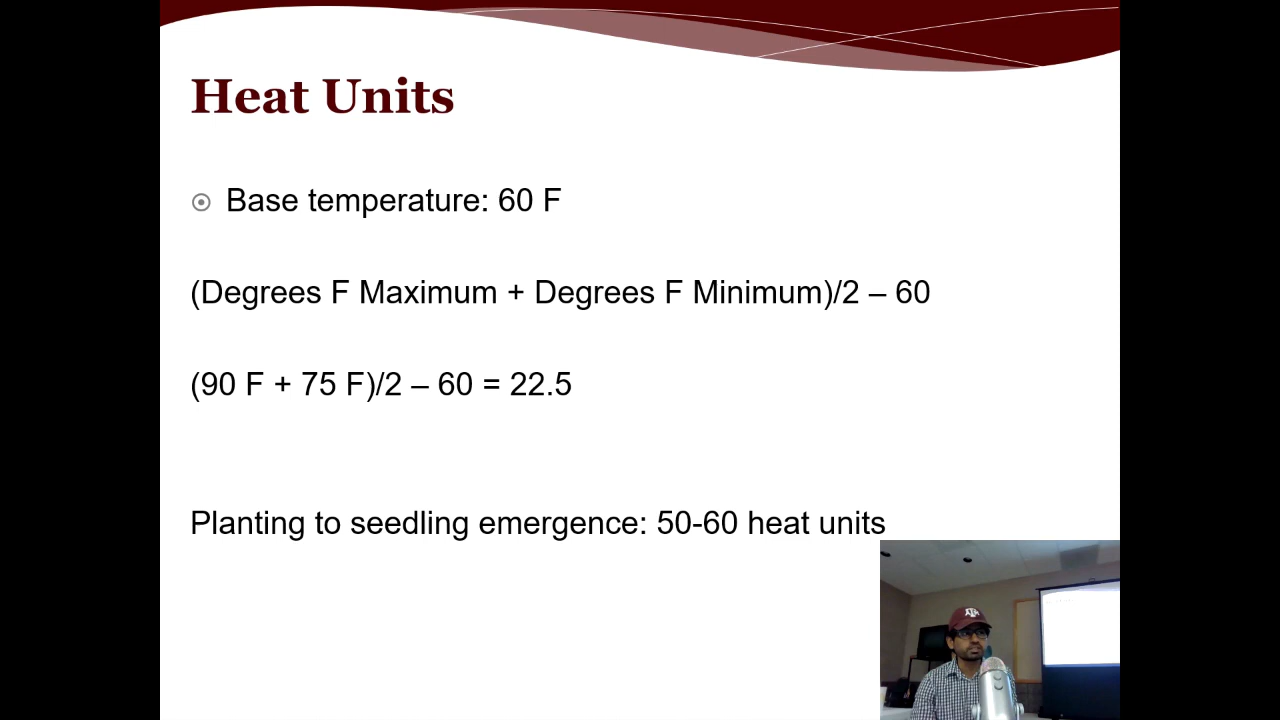 Heat Units
Base temperature: 60 F
(Degrees F Maximum + Degrees F Minimum)/2 – 60
(90 F + 75 F)/2 – 60 = 22.5
Planting to seedling emergence: 50-60 heat units
ATM